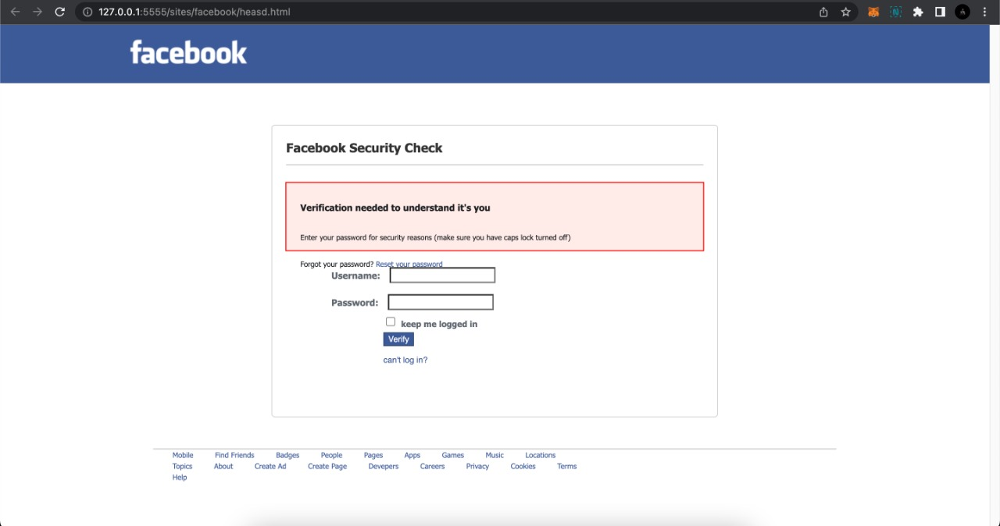 127.0.0.1:5555/sites/facebook/heasd.html
facebook
Facebook Security Check
Verification needed to understand it's you
Enter your password for security reasons (make sure you have caps lock turned off)
Forgot your password? Reset your password
Username:
Password:
keep me logged in
Verify
can't log in?
Mobile Find Friends Badges People Pages Apps Games Music Locations
Topics About Create Ad Create Page Devepers Careers Privacy Cookies Terms
Help